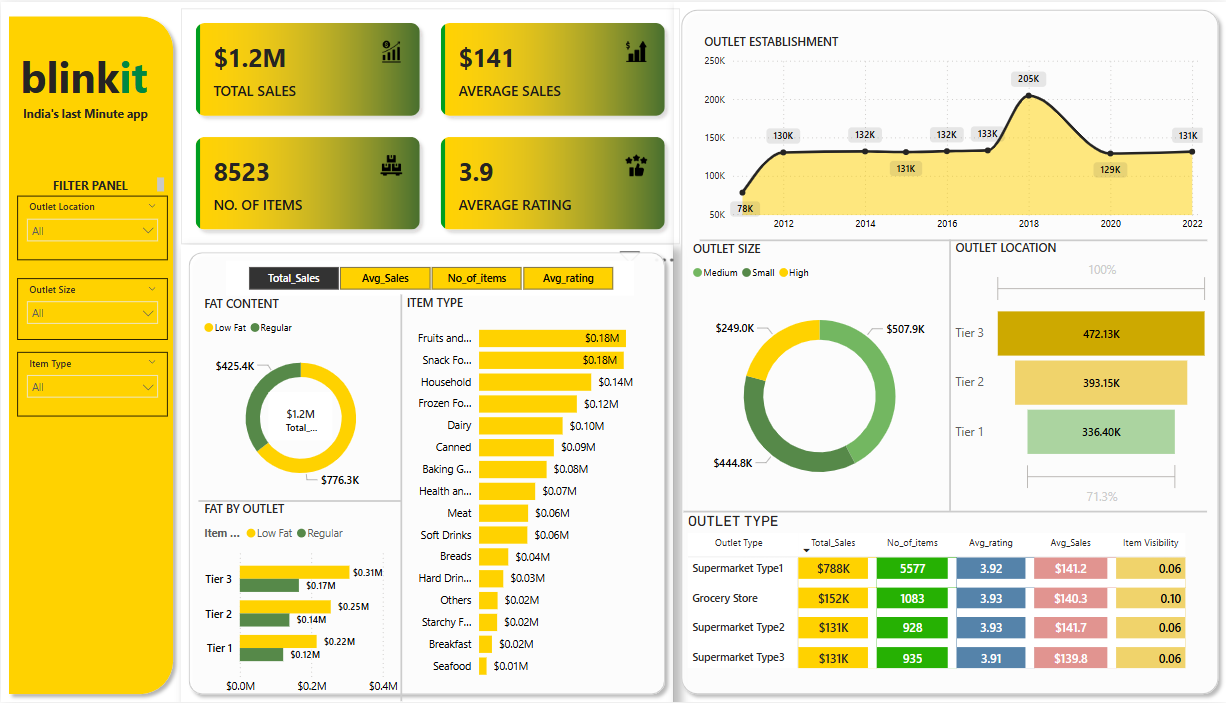 blinkit
India's last Minute app
FILTER PANEL
Outlet Location
All
Outlet Size
All
Item Type
All
$1.2M
TOTAL SALES
$141
AVERAGE SALES
8523
NO. OF ITEMS
3.9
AVERAGE RATING
Total_Sales Avg_Sales No_of_items Avg_rating
FAT CONTENT
Low Fat Regular
$425.4K
$1.2M
Total_...
$776.3K
FAT BY OUTLET
Item ... Low Fat Regular
Tier 3 $0.31M
$0.17M
Tier 2 $0.25M
$0.14M
Tier 1 $0.22M
$0.12M
$0.0M $0.2M $0.4M
ITEM TYPE
Fruits and... $0.18M
Snack Fo... $0.18M
Household $0.14M
Frozen Fo... $0.12M
Dairy $0.10M
Canned $0.09M
Baking G... $0.08M
Health an... $0.07M
Meat $0.06M
Soft Drinks $0.06M
Breads $0.04M
Hard Drin... $0.03M
Others $0.02M
Starchy F... $0.02M
Breakfast $0.02M
Seafood $0.01M
OUTLET ESTABLISHMENT
250K
200K
150K
100K
50K
78K
130K
132K
131K
132K
133K
205K
129K
131K
2012 2014 2016 2018 2020 2022
OUTLET SIZE
Medium Small High
$249.0K
$507.9K
$444.8K
OUTLET LOCATION
100%
Tier 3 472.13K
Tier 2 393.15K
Tier 1 336.40K
71.3%
OUTLET TYPE
Outlet Type Total_Sales No_of_items Avg_rating Avg_Sales Item Visibility
Supermarket Type1 $788K 5577 3.92 $141.2 0.06
Grocery Store $152K 1083 3.93 $140.3 0.10
Supermarket Type2 $131K 928 3.93 $141.7 0.06
Supermarket Type3 $131K 935 3.91 $139.8 0.06